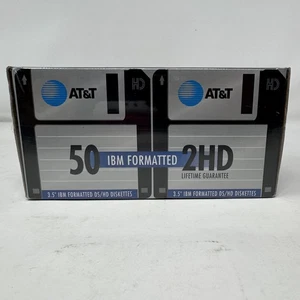 AT&T HD
AT&T HD
50 IBM FORMATTED 2HD
LIFETIME GUARANTEE
3.5" IBM FORMATTED DS/HD DISKETTES
3.5" IBM FORMATTED DS/HD DISKETTES